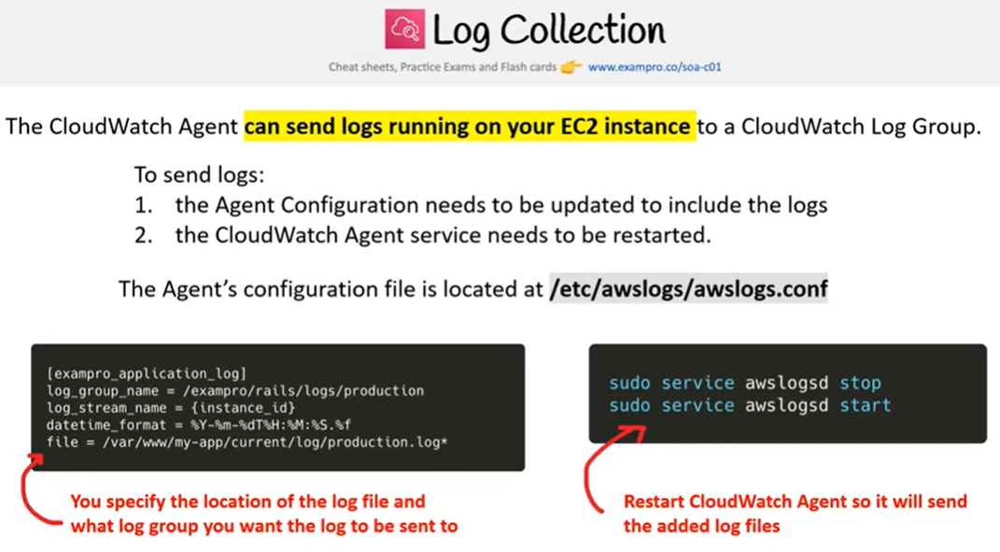 Log Collection
Cheat sheets, Practice Exams and Flash cards 👉 www.exampro.co/soa-c01
The CloudWatch Agent can send logs running on your EC2 instance to a CloudWatch Log Group.
To send logs:
1. the Agent Configuration needs to be updated to include the logs
2. the CloudWatch Agent service needs to be restarted.
The Agent's configuration file is located at /etc/awslogs/awslogs.conf
[exampro_application_log]
log_group_name = /exampro/rails/logs/production
log_stream_name = {instance_id}
datetime_format = %Y-%m-%dT%H:%M:%S.%f
file = /var/www/my-app/current/log/production.log*
You specify the location of the log file and
what log group you want the log to be sent to
sudo service awslogsd stop
sudo service awslogsd start
Restart CloudWatch Agent so it will send
the added log files